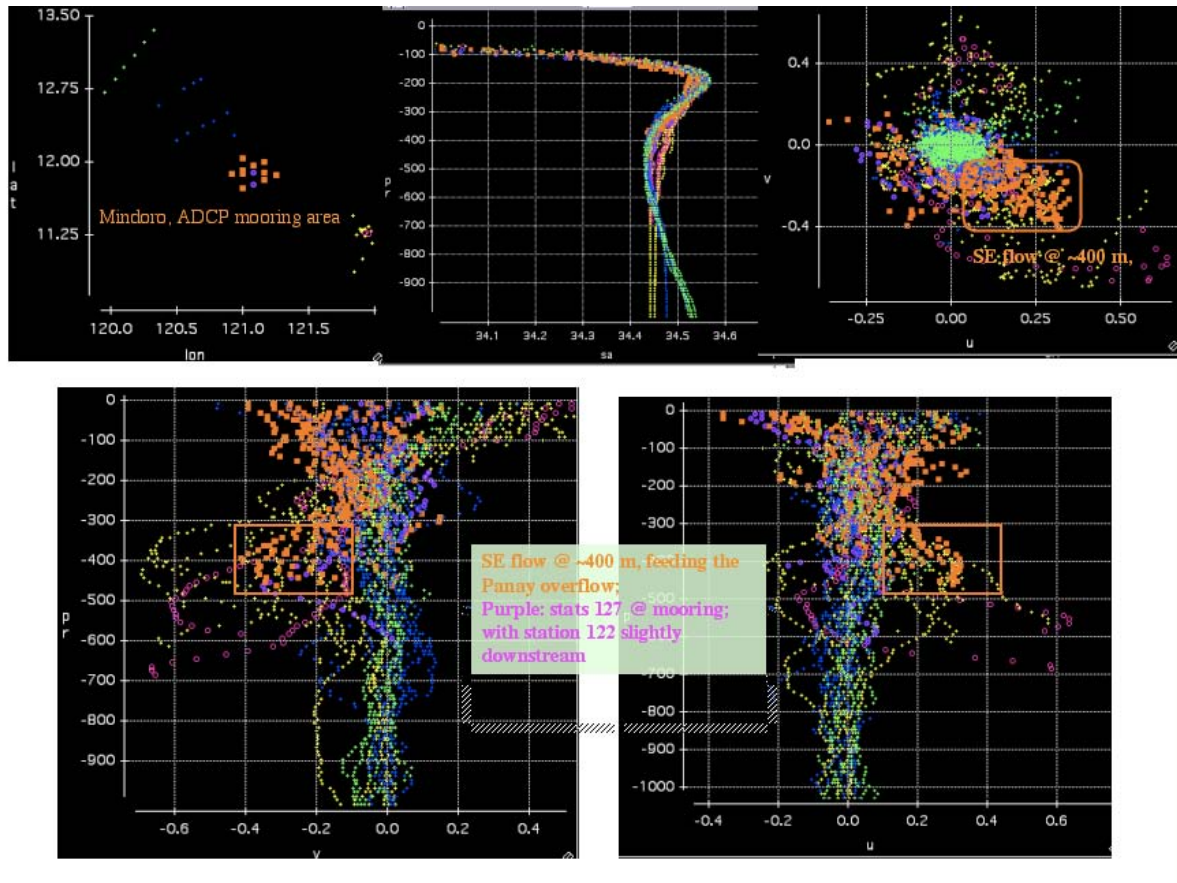 13.50
12.75
12.00
11.25
lat
Mindoro, ADCP mooring area
120.0 120.5 121.0 121.5
lon
0
-100
-200
-300
-400
-500
-600
-700
-800
-900
pr
34.1 34.2 34.3 34.4 34.5 34.6
sa
0.4
0.0
-0.4
v
SE flow @ ~400 m,
-0.25 0.00 0.25 0.50
u
0
-100
-200
-300
-400
-500
-600
-700
-800
-900
pr
-0.6 -0.4 -0.2 0.0 0.2 0.4
v
SE flow @ ~400 m, feeding the
Panay overflow;
Purple: stats 127 @ mooring;
with station 122 slightly
downstream
0
-100
-200
-300
-400
-500
-600
-700
-800
-900
-1000
-0.4 -0.2 0.0 0.2 0.4 0.6
u